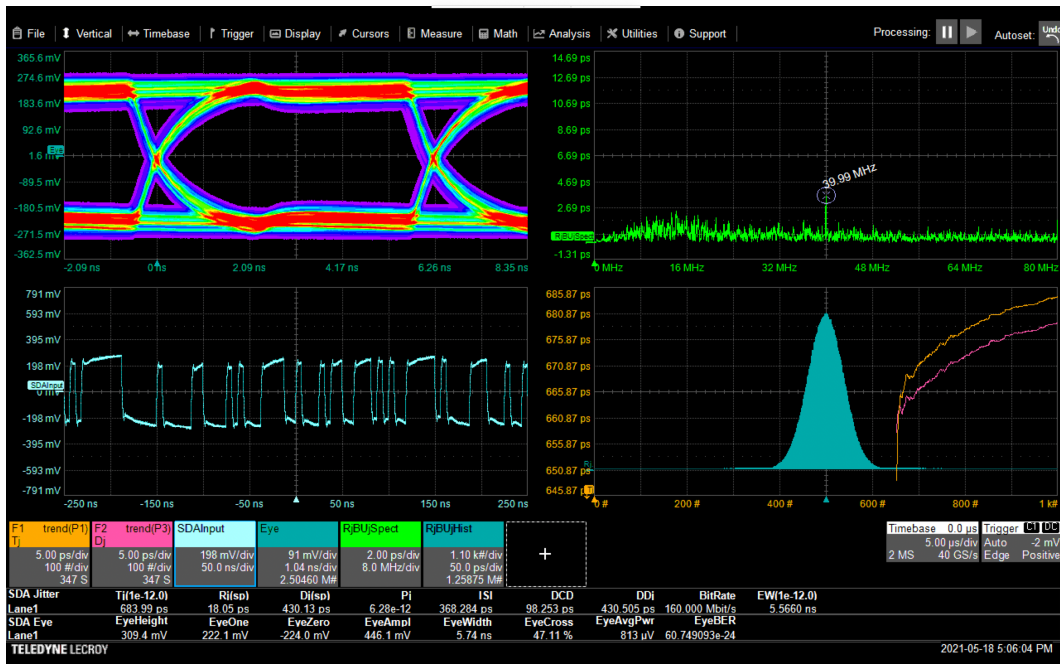 File Vertical Timebase Trigger Display Cursors Measure Math Analysis Utilities Support Processing: Autoset: Undo
365.6 mV
274.6 mV
183.6 mV
92.6 mV
Eye
-89.5 mV
-180.5 mV
-271.5 mV
-362.5 mV
-2.09 ns 0 s 2.09 ns 4.17 ns 6.26 ns 8.35 ns
14.69 ps
12.69 ps
10.69 ps
8.69 ps
6.69 ps
4.69 ps
2.69 ps
RjBUjSpect
-1.31 ps
39.99 MHz
0 MHz 16 MHz 32 MHz 48 MHz 64 MHz 80 MHz
791 mV
593 mV
395 mV
198 mV
SDAInput
0 mV
-198 mV
-395 mV
-593 mV
-791 mV
-250 ns -150 ns -50 ns 50 ns 150 ns 250 ns
685.87 ps
680.87 ps
675.87 ps
670.87 ps
665.87 ps
660.87 ps
655.87 ps
650.87 ps
645.87 ps
0 # 200 # 400 # 600 # 800 # 1 k#
F1 trend(P1) F2 trend(P3) SDAInput Eye RjBUjSpect RjBUjHist
Tj Dj
5.00 ps/div 5.00 ps/div 198 mV/div 91 mV/div 2.00 ps/div 1.10 k#/div
100 #/div 100 #/div 50.0 ns/div 1.04 ns/div 8.0 MHz/div 50.0 ps/div
347 S 347 S 2.50460 M# 1.25875 M#
+
Timebase 0.0 µs Trigger C1 DC
5.00 µs/div Auto -2 mV
2 MS 40 GS/s Edge Positive
SDA Jitter Tj(1e-12.0) Rj(sp) Dj(sp) Pj ISI DCD DDj BitRate EW(1e-12.0)
Lane1 683.99 ps 18.05 ps 430.13 ps 6.28e-12 368.284 ps 98.253 ps 430.505 ps 160.000 Mbit/s 5.5660 ns
SDA Eye EyeHeight EyeOne EyeZero EyeAmpl EyeWidth EyeCross EyeAvgPwr EyeBER
Lane1 309.4 mV 222.1 mV -224.0 mV 446.1 mV 5.74 ns 47.11 % 813 µV 60.749093e-24
TELEDYNE LECROY 2021-05-18 5:06:04 PM